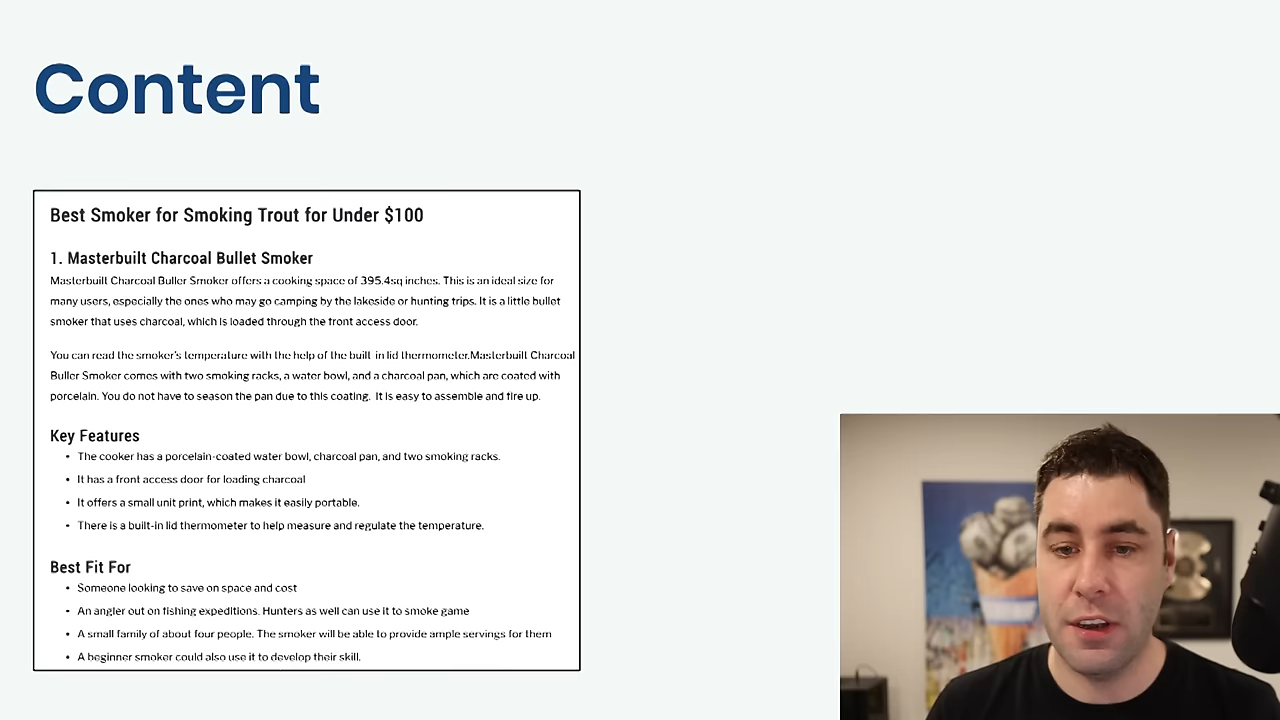 Content
Best Smoker for Smoking Trout for Under $100
1. Masterbuilt Charcoal Bullet Smoker
Masterbuilt Charcoal Buller Smoker offers a cooking space of 395.4sq inches. This is an ideal size for
many users, especially the ones who may go camping by the lakeside or hunting trips. It is a little bullet
smoker that uses charcoal, which is loaded through the front access door.
You can read the smoker's temperature with the help of the built-in lid thermometer.Masterbuilt Charcoal
Buller Smoker comes with two smoking racks, a water bowl, and a charcoal pan, which are coated with
porcelain. You do not have to season the pan due to this coating. It is easy to assemble and fire up.
Key Features
• The cooker has a porcelain-coated water bowl, charcoal pan, and two smoking racks.
• It has a front access door for loading charcoal
• It offers a small unit print, which makes it easily portable.
• There is a built-in lid thermometer to help measure and regulate the temperature.
Best Fit For
• Someone looking to save on space and cost
• An angler out on fishing expeditions. Hunters as well can use it to smoke game
• A small family of about four people. The smoker will be able to provide ample servings for them
• A beginner smoker could also use it to develop their skill.